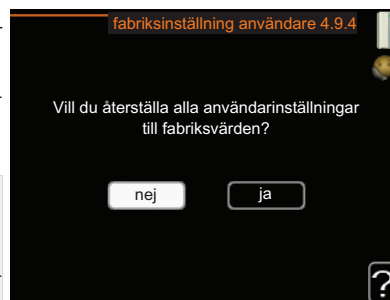 fabriksinställning användare 4.9.4
Vill du återställa alla användarinställningar
till fabriksvärden?
nej ja
?